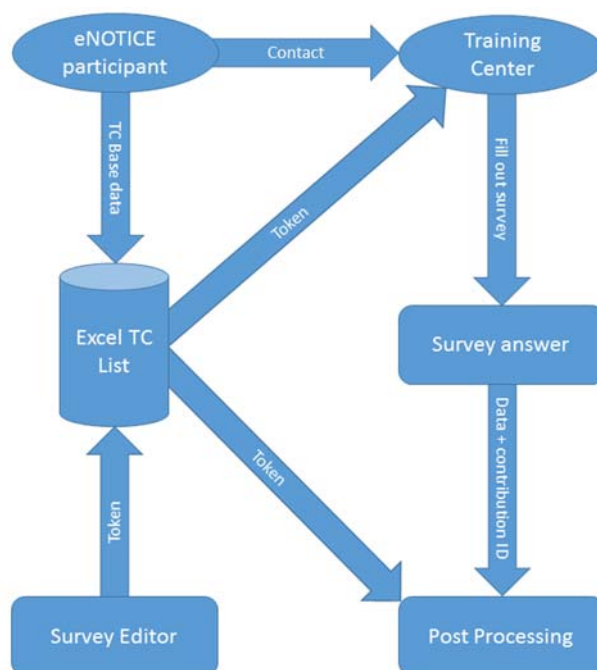 eNOTICE
participant
Contact
Training
Center
TC Base data
Token
Fill out survey
Excel TC
List
Survey answer
Token
Token
Data + contribution ID
Survey Editor
Post Processing